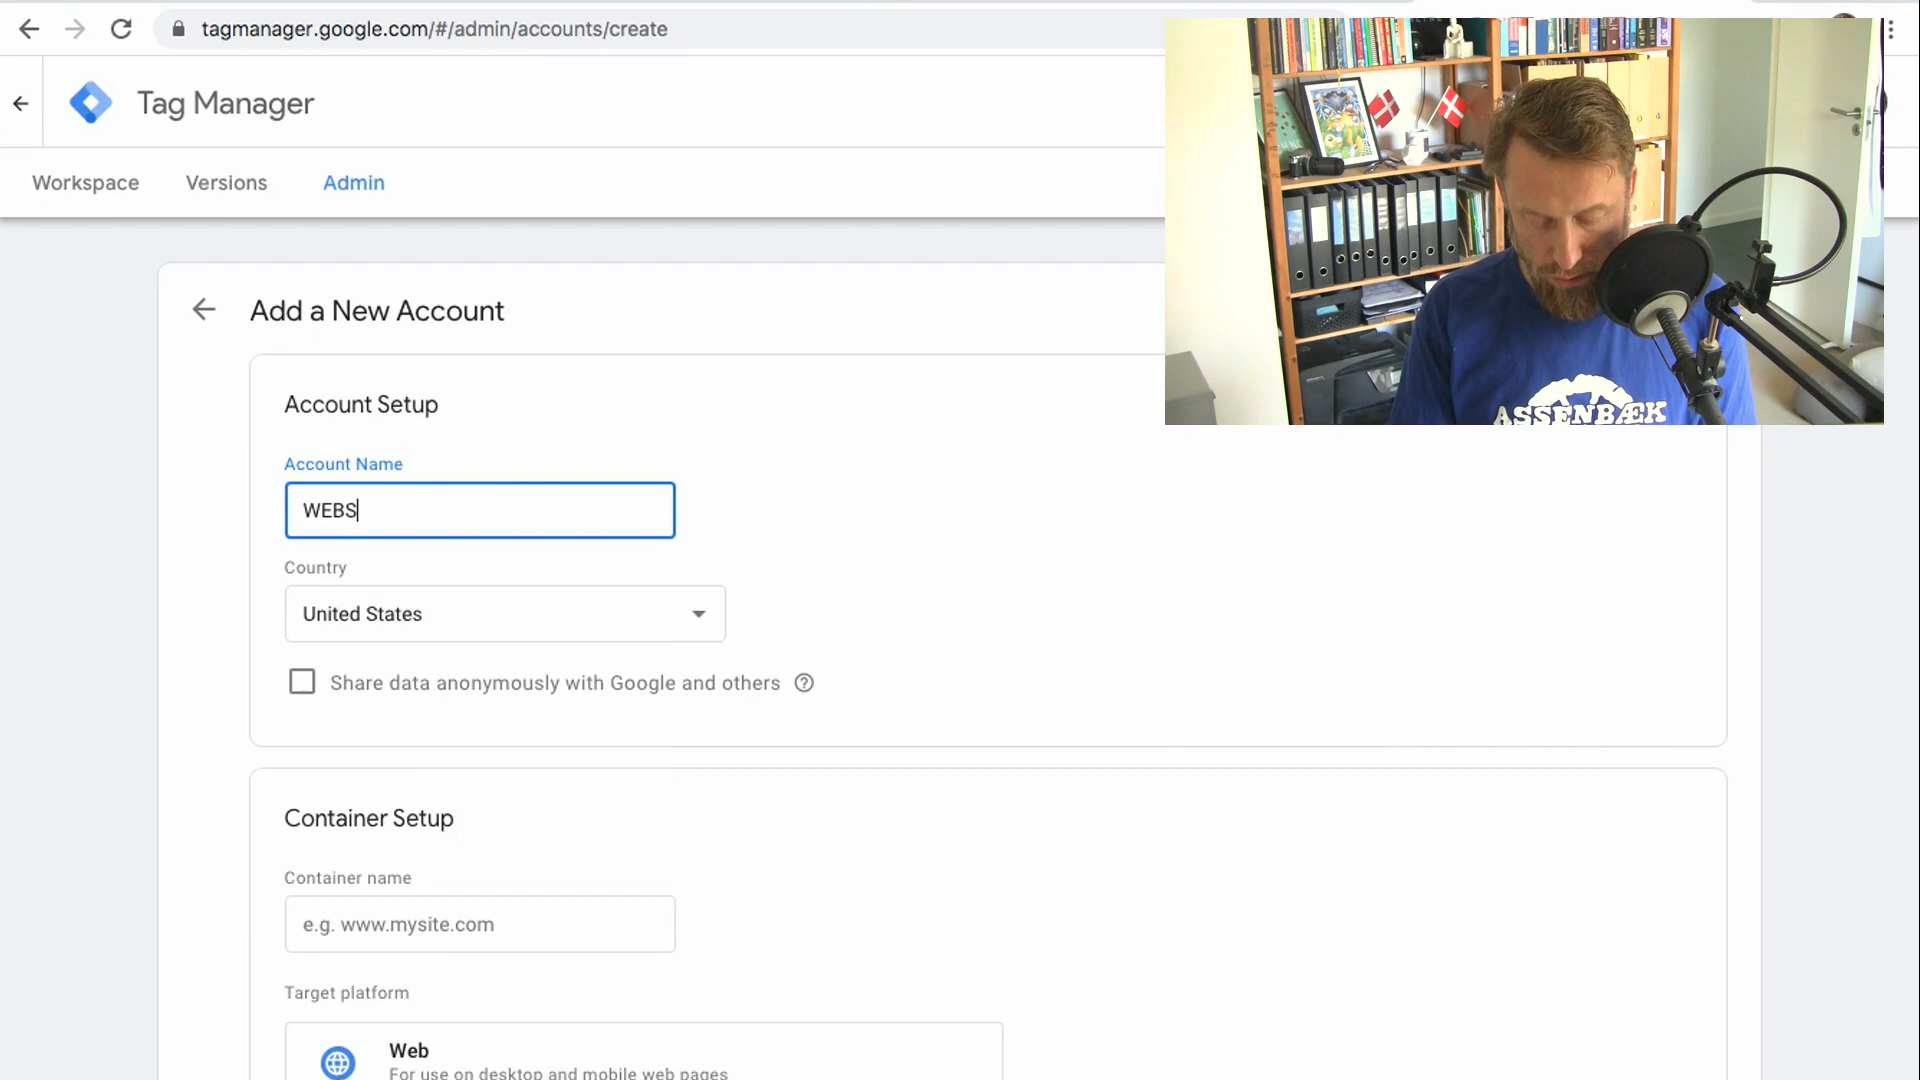 tagmanager.google.com/#/admin/accounts/create
Tag Manager
Workspace
Versions
Admin
Add a New Account
Account Setup
Account Name
WEBS
Country
United States
Share data anonymously with Google and others
ASSENBÆK
Container Setup
Container name
e.g. www.mysite.com
Target platform
Web
For use on desktop and mobile web pages